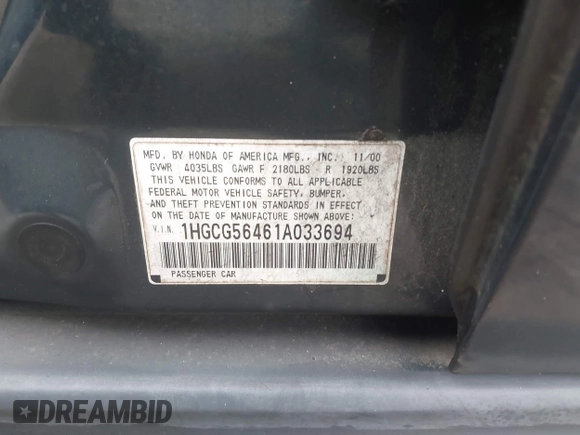 MFD. BY HONDA OF AMERICA MFG., INC. 11/00
GVWR 4035LBS GAWR F 2180LBS R 1920LBS
THIS VEHICLE CONFORMS TO ALL APPLICABLE
FEDERAL MOTOR VEHICLE SAFETY, BUMPER,
AND THEFT PREVENTION STANDARDS IN EFFECT
ON THE DATE OF MANUFACTURE SHOWN ABOVE.
V.I.N. 1HGCG56461A033694
PASSENGER CAR
DREAMBID